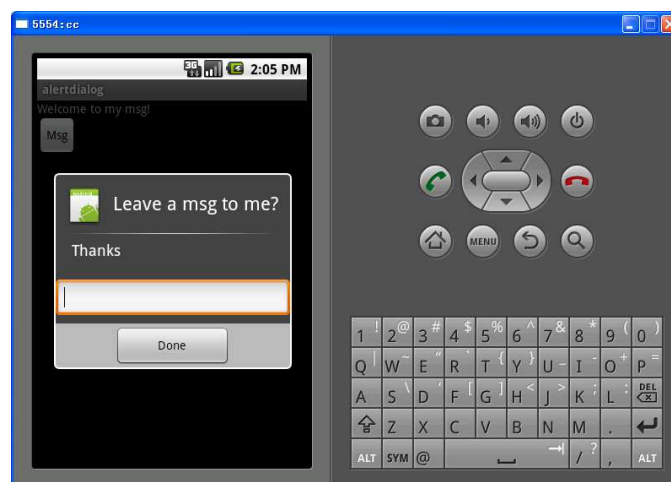 5554:cc
3G
2:05 PM
alertdialog
Welcome to my msg!
Msg
Leave a msg to me?
Thanks
Done
MENU
1 ! 2 @ 3 # 4 $ 5 % 6 ^ 7 & 8 * 9 ( 0 )
Q | W ~ E " R ` T { Y } U _ I - O + P =
A S \ D ' F [ G ] H < J > K ; L : DEL
Z X C V B N M .
ALT SYM @ / ? , ALT